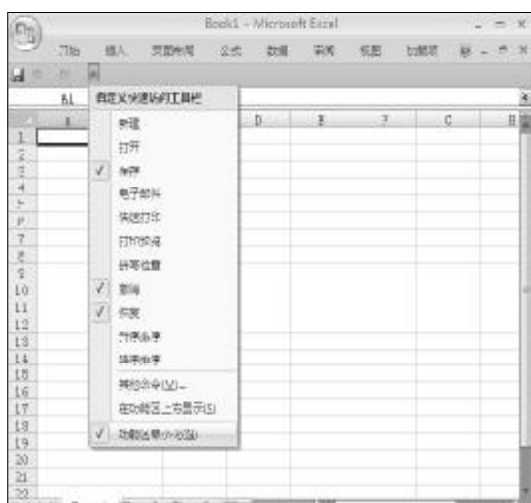 Book1 - Microsoft Excel
开始 插入 页面布局 公式 数据 审阅 视图 加载项
A1
自定义快速访问工具栏
D E F G H
新建
打开
保存
电子邮件
快速打印
打印预览
拼写检查
撤消
恢复
升序排序
降序排序
其他命令(M)...
在功能区上方显示(S)
功能区最小化(N)
1
2
3
4
5
6
7
8
9
10
11
12
13
14
15
16
17
18
19
20
21
22